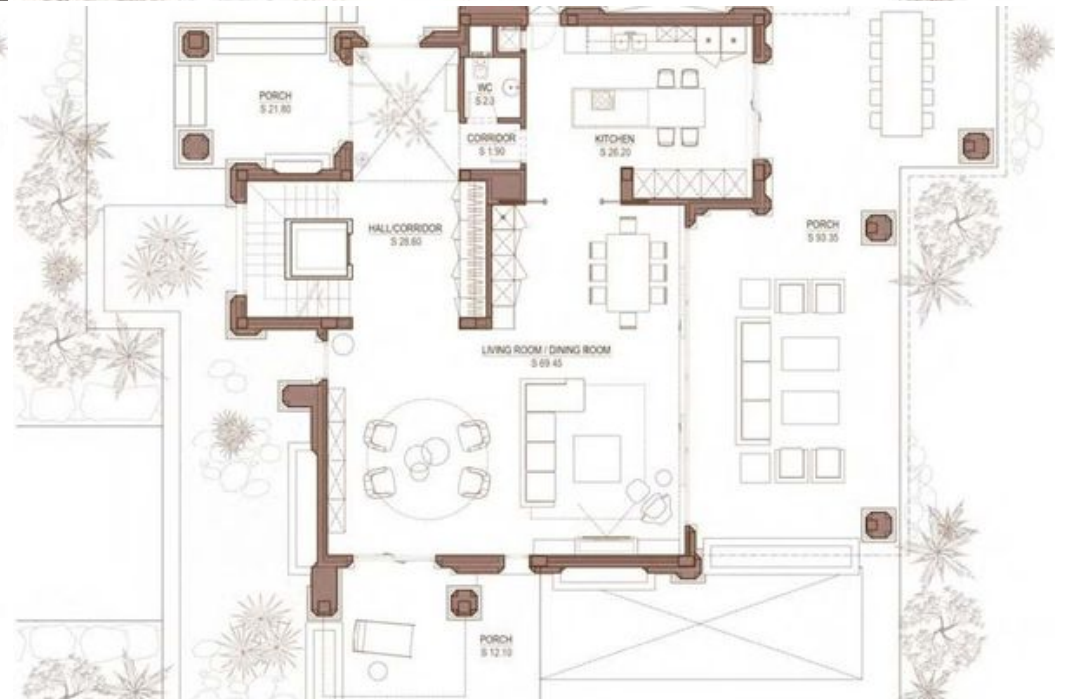 PORCH
S 21.80
WC
S 2.3
CORRIDOR
S 1.90
KITCHEN
S 26.20
HALL/CORRIDOR
S 28.60
PORCH
S 93.35
LIVING ROOM / DINING ROOM
S 69.45
PORCH
S 12.10